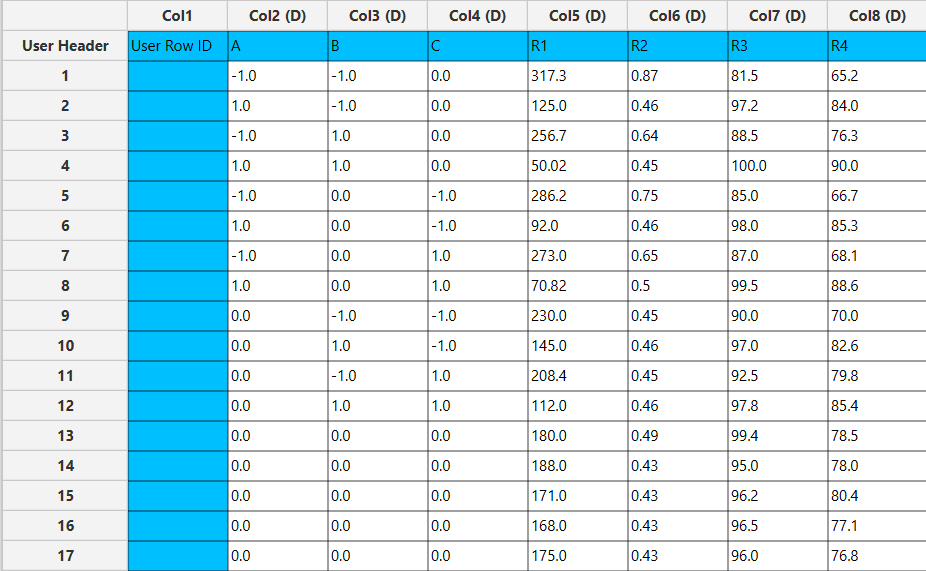 Col1 Col2 (D) Col3 (D) Col4 (D) Col5 (D) Col6 (D) Col7 (D) Col8 (D)
User Header User Row ID A B C R1 R2 R3 R4
1 -1.0 -1.0 0.0 317.3 0.87 81.5 65.2
2 1.0 -1.0 0.0 125.0 0.46 97.2 84.0
3 -1.0 1.0 0.0 256.7 0.64 88.5 76.3
4 1.0 1.0 0.0 50.02 0.45 100.0 90.0
5 -1.0 0.0 -1.0 286.2 0.75 85.0 66.7
6 1.0 0.0 -1.0 92.0 0.46 98.0 85.3
7 -1.0 0.0 1.0 273.0 0.65 87.0 68.1
8 1.0 0.0 1.0 70.82 0.5 99.5 88.6
9 0.0 -1.0 -1.0 230.0 0.45 90.0 70.0
10 0.0 1.0 -1.0 145.0 0.46 97.0 82.6
11 0.0 -1.0 1.0 208.4 0.45 92.5 79.8
12 0.0 1.0 1.0 112.0 0.46 97.8 85.4
13 0.0 0.0 0.0 180.0 0.49 99.4 78.5
14 0.0 0.0 0.0 188.0 0.43 95.0 78.0
15 0.0 0.0 0.0 171.0 0.43 96.2 80.4
16 0.0 0.0 0.0 168.0 0.43 96.5 77.1
17 0.0 0.0 0.0 175.0 0.43 96.0 76.8